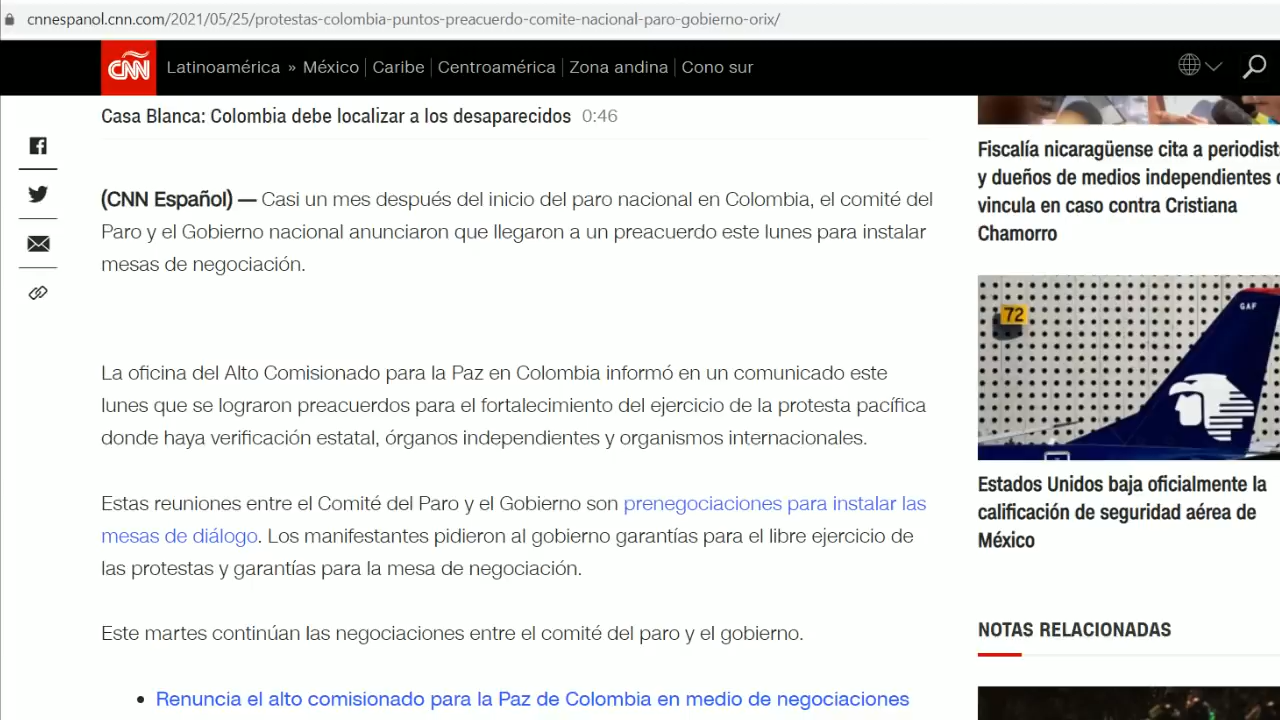 cnnespanol.cnn.com/2021/05/25/protestas-colombia-puntos-preacuerdo-comite-nacional-paro-gobierno-orix/
CNN Latinoamérica » México | Caribe | Centroamérica | Zona andina | Cono sur
Casa Blanca: Colombia debe localizar a los desaparecidos 0:46
(CNN Español) — Casi un mes después del inicio del paro nacional en Colombia, el comité del
Paro y el Gobierno nacional anunciaron que llegaron a un preacuerdo este lunes para instalar
mesas de negociación.
La oficina del Alto Comisionado para la Paz en Colombia informó en un comunicado este
lunes que se lograron preacuerdos para el fortalecimiento del ejercicio de la protesta pacífica
donde haya verificación estatal, órganos independientes y organismos internacionales.
Estas reuniones entre el Comité del Paro y el Gobierno son prenegociaciones para instalar las
mesas de diálogo. Los manifestantes pidieron al gobierno garantías para el libre ejercicio de
las protestas y garantías para la mesa de negociación.
Este martes continúan las negociaciones entre el comité del paro y el gobierno.
• Renuncia el alto comisionado para la Paz de Colombia en medio de negociaciones
Fiscalía nicaragüense cita a periodist
y dueños de medios independientes
vincula en caso contra Cristiana
Chamorro
72
GAF
Estados Unidos baja oficialmente la
calificación de seguridad aérea de
México
NOTAS RELACIONADAS